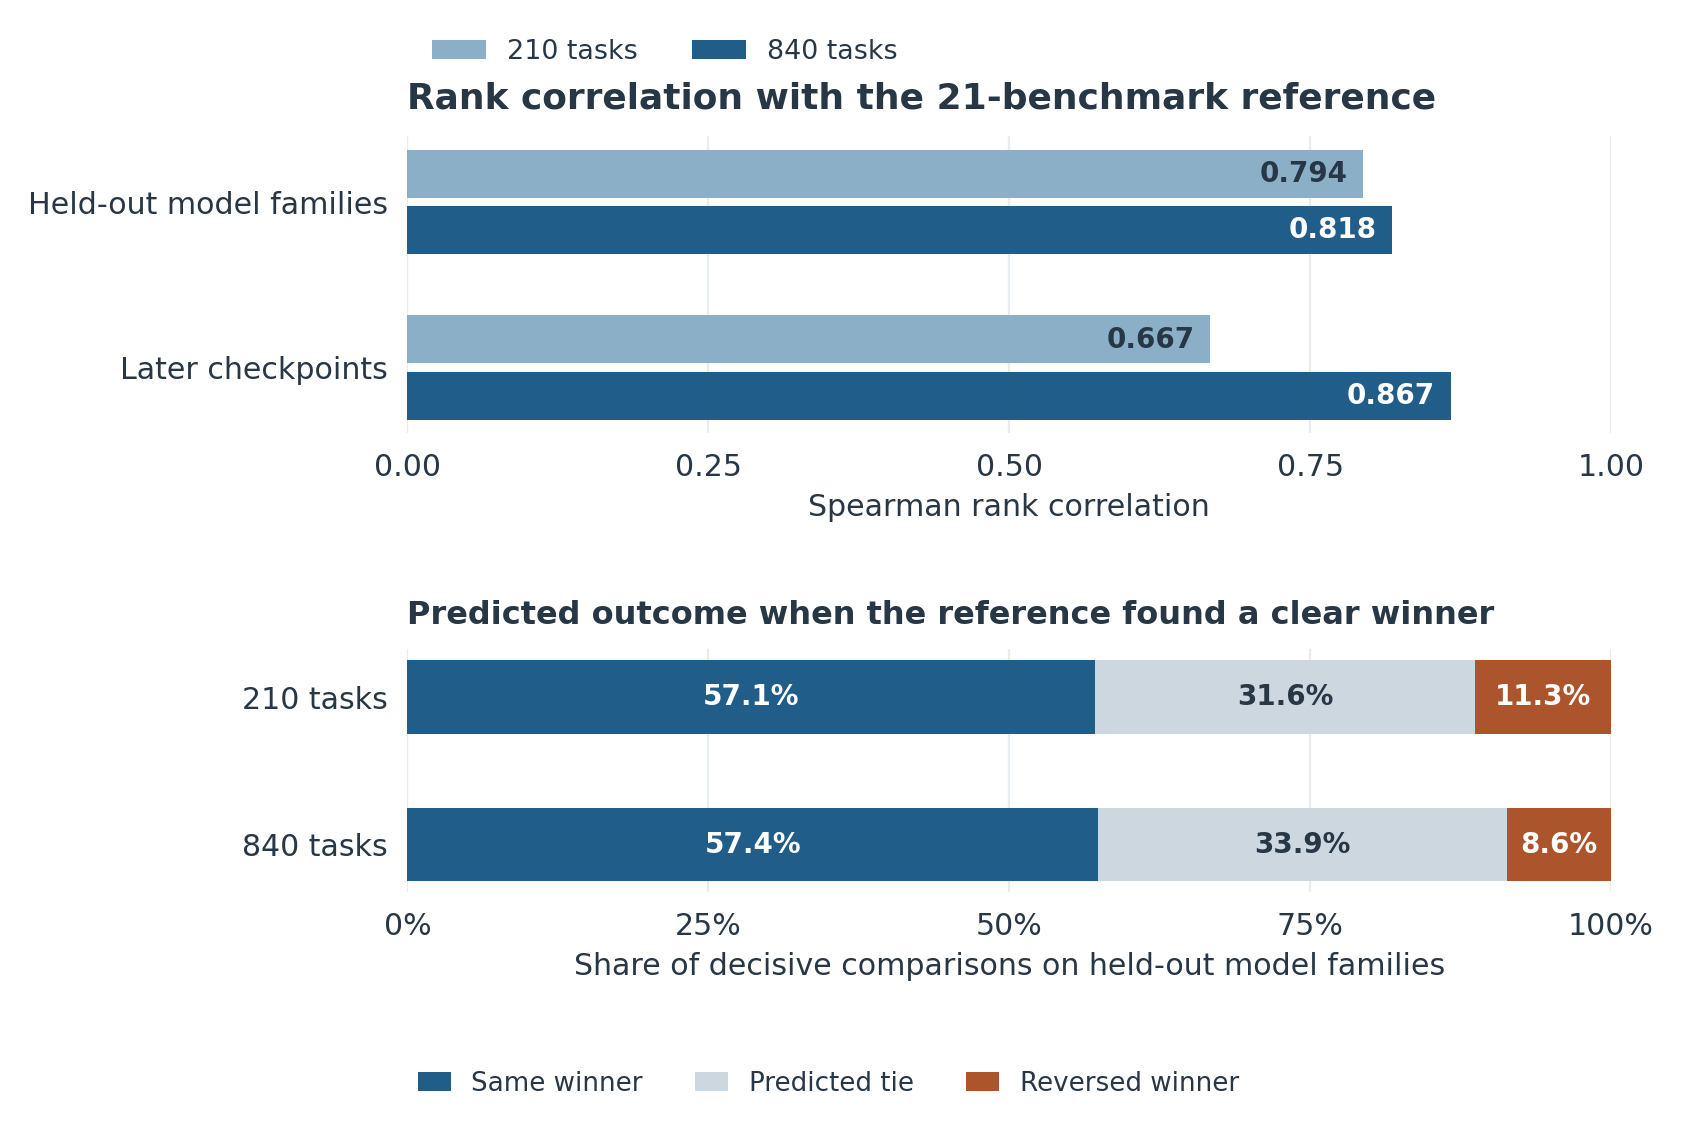 210 tasks 840 tasks
Rank correlation with the 21-benchmark reference
Held-out model families
0.794
0.818
Later checkpoints
0.667
0.867
0.00 0.25 0.50 0.75 1.00
Spearman rank correlation
Predicted outcome when the reference found a clear winner
210 tasks 57.1% 31.6% 11.3%
840 tasks 57.4% 33.9% 8.6%
0% 25% 50% 75% 100%
Share of decisive comparisons on held-out model families
Same winner Predicted tie Reversed winner